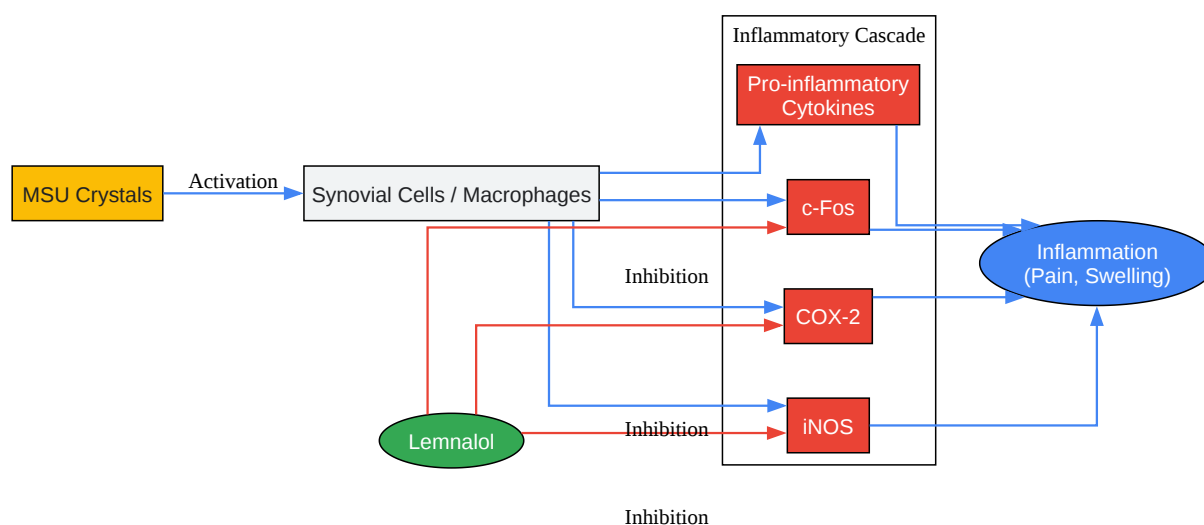 Inflammatory Cascade
Pro-inflammatory
Cytokines
MSU Crystals
Activation
Synovial Cells / Macrophages
c-Fos
Inflammation
(Pain, Swelling)
Inhibition
COX-2
Lemnalol
Inhibition
iNOS
Inhibition